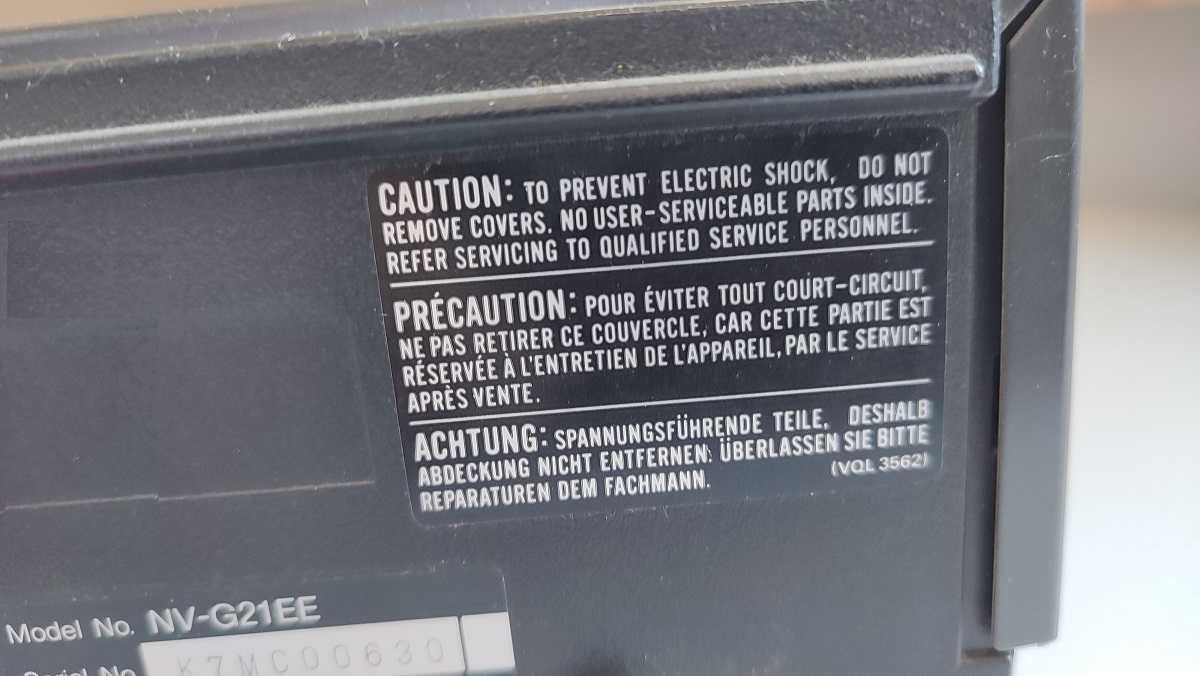 CAUTION: TO PREVENT ELECTRIC SHOCK, DO NOT
REMOVE COVERS. NO USER-SERVICEABLE PARTS INSIDE.
REFER SERVICING TO QUALIFIED SERVICE PERSONNEL.
PRÉCAUTION: POUR ÉVITER TOUT COURT-CIRCUIT,
NE PAS RETIRER CE COUVERCLE, CAR CETTE PARTIE EST
RÉSERVÉE À L'ENTRETIEN DE L'APPAREIL, PAR LE SERVICE
APRÈS VENTE.
ACHTUNG: SPANNUNGSFÜHRENDE TEILE, DESHALB
ABDECKUNG NICHT ENTFERNEN: ÜBERLASSEN SIE BITTE
REPARATUREN DEM FACHMANN.
(VQL 3562)
Model No. NV-G21EE
Serial No. K7MC00630